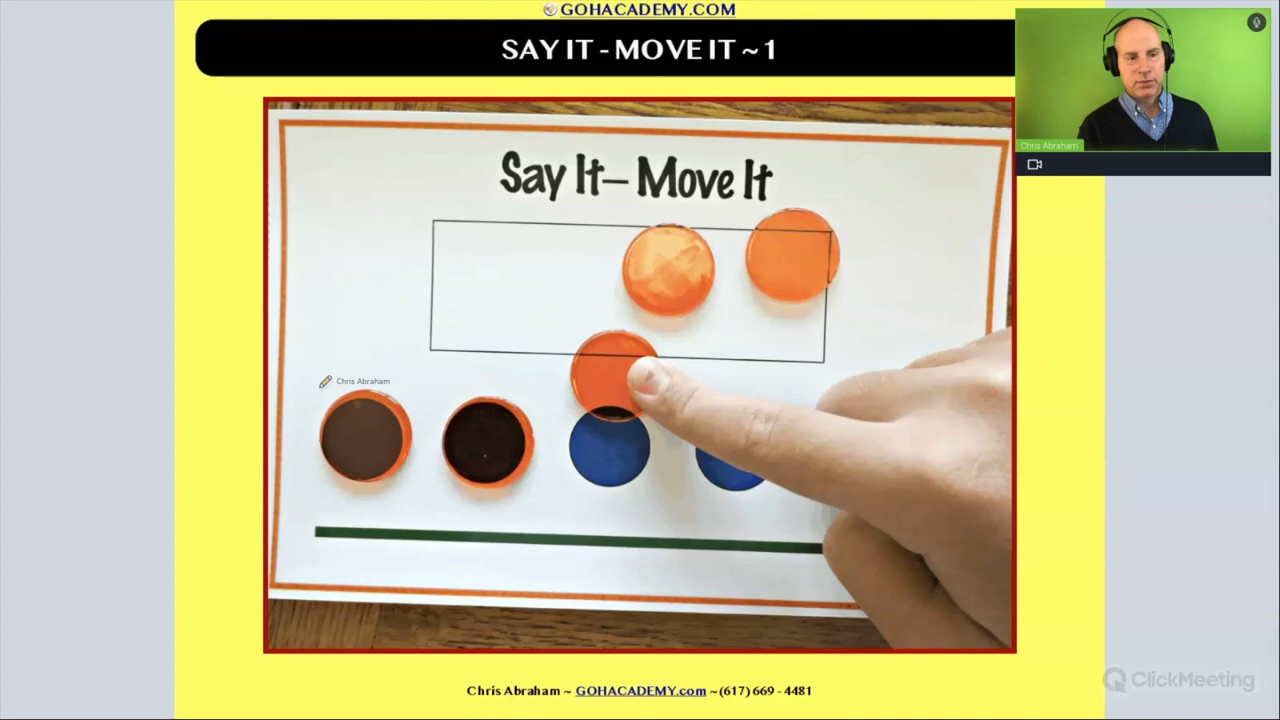 GOHACADEMY.COM
SAY IT - MOVE IT ~ 1
Chris Abraham
Say It– Move It
Chris Abraham
Chris Abraham ~ GOHACADEMY.com ~(617) 669 - 4481
ClickMeeting